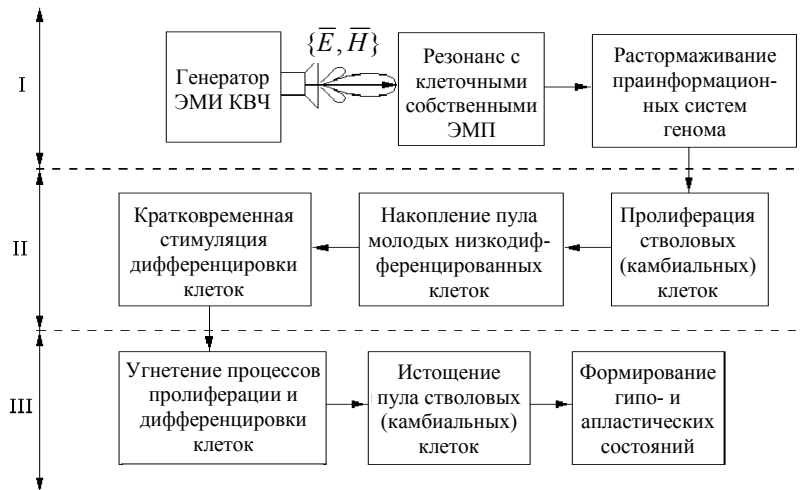 I
Генератор
ЭМИ КВЧ
{E̅, H̅}
Резонанс с
клеточными
собственными
ЭМП
Растормаживание
праинформацион-
ных систем
генома
II
Кратковременная
стимуляция
дифференцировки
клеток
Накопление пула
молодых низкодиф-
ференцированных
клеток
Пролиферация
стволовых
(камбиальных)
клеток
III
Угнетение процессов
пролиферации и
дифференцировки
клеток
Истощение
пула стволовых
(камбиальных)
клеток
Формирование
гипо- и
апластических
состояний